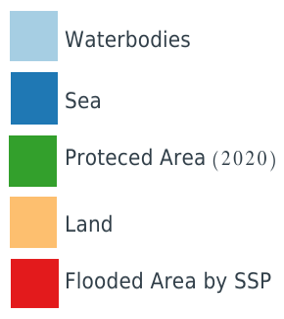 Waterbodies
Sea
Proteced Area (2020)
Land
Flooded Area by SSP